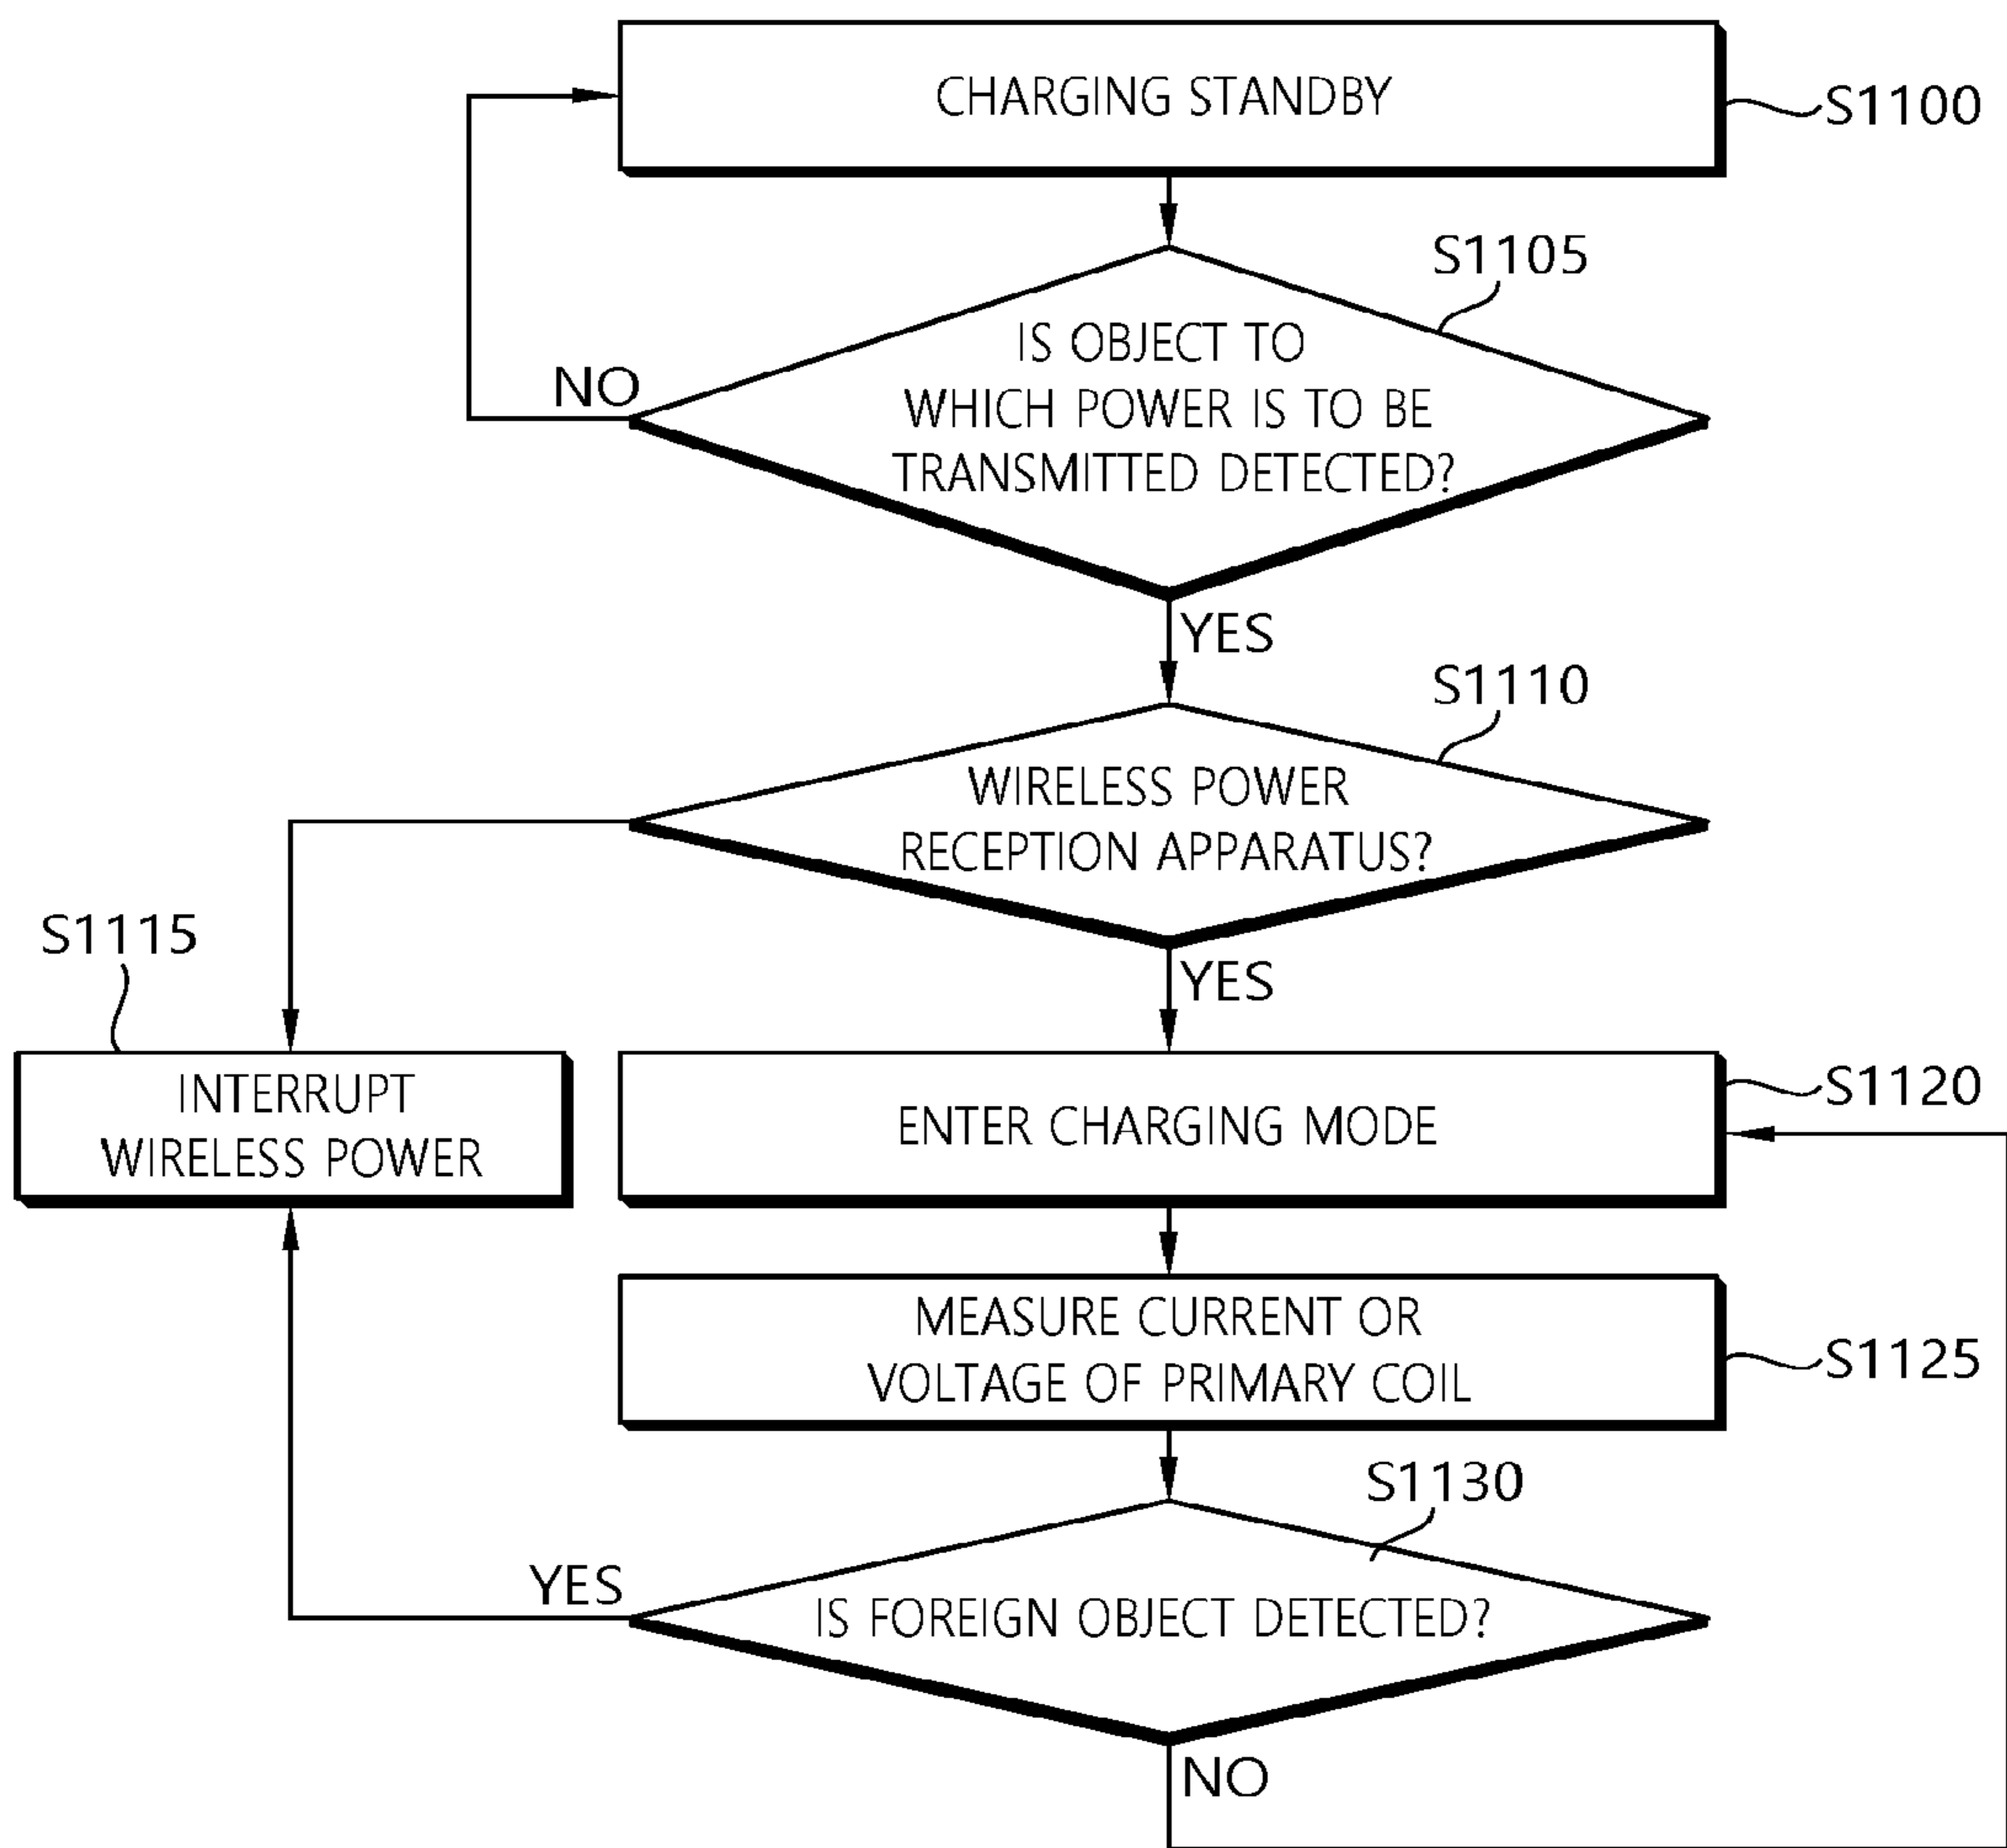 CHARGING STANDBY
S1100
S1105
IS OBJECT TO
WHICH POWER IS TO BE
TRANSMITTED DETECTED?
NO
YES
S1110
WIRELESS POWER
RECEPTION APPARATUS?
YES
S1115
INTERRUPT
WIRELESS POWER
ENTER CHARGING MODE
S1120
MEASURE CURRENT OR
VOLTAGE OF PRIMARY COIL
S1125
S1130
IS FOREIGN OBJECT DETECTED?
YES
NO